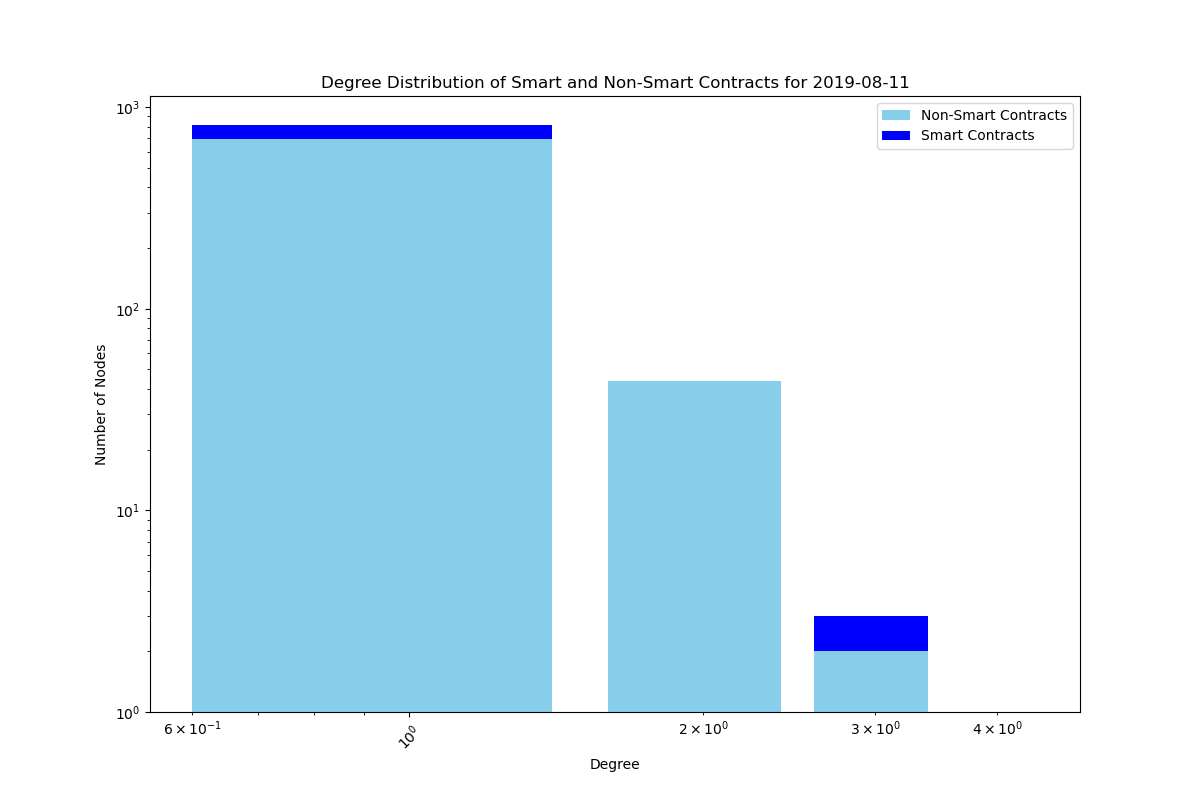 Degree Distribution of Smart and Non-Smart Contracts for 2019-08-11
Non-Smart Contracts
Smart Contracts
Number of Nodes
10³
10²
10¹
10⁰
6 × 10⁻¹
10⁰
2 × 10⁰
3 × 10⁰
4 × 10⁰
Degree